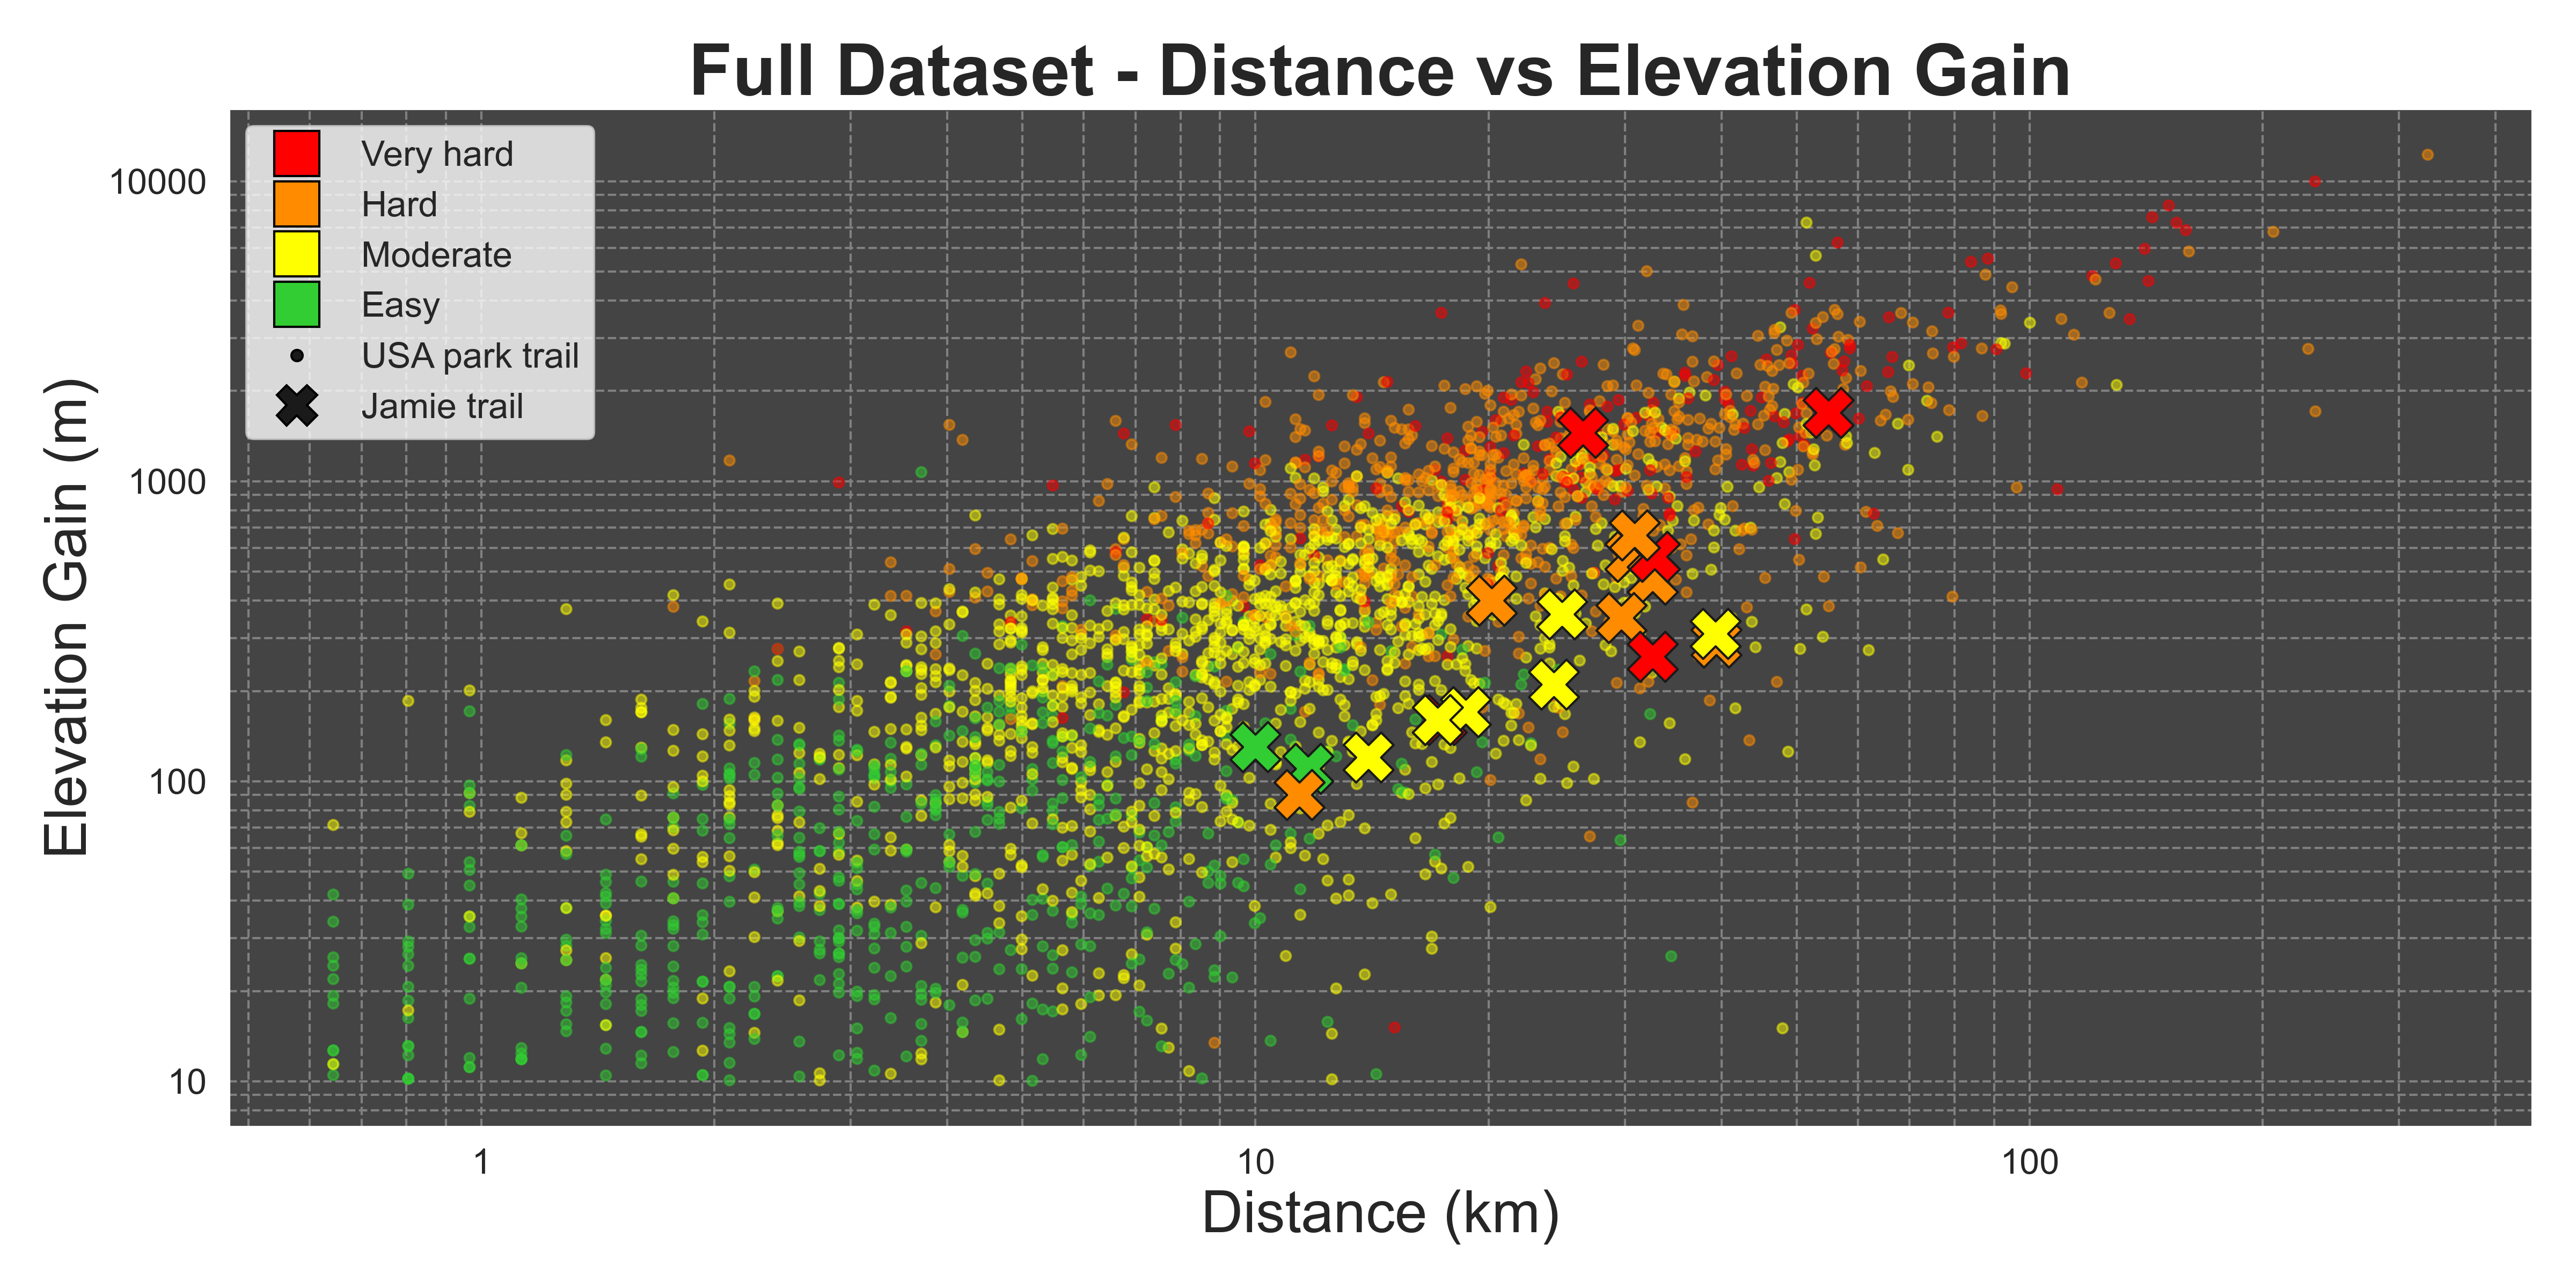 Full Dataset - Distance vs Elevation Gain
Very hard
Hard
Moderate
Easy
USA park trail
Jamie trail
Elevation Gain (m)
10000
1000
100
10
1
10
100
Distance (km)